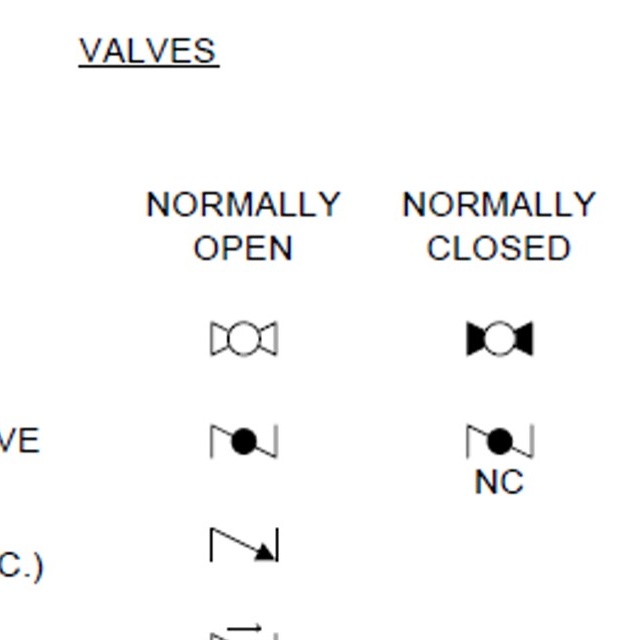 VALVES
NORMALLY NORMALLY
OPEN CLOSED
VE
NC
C.)